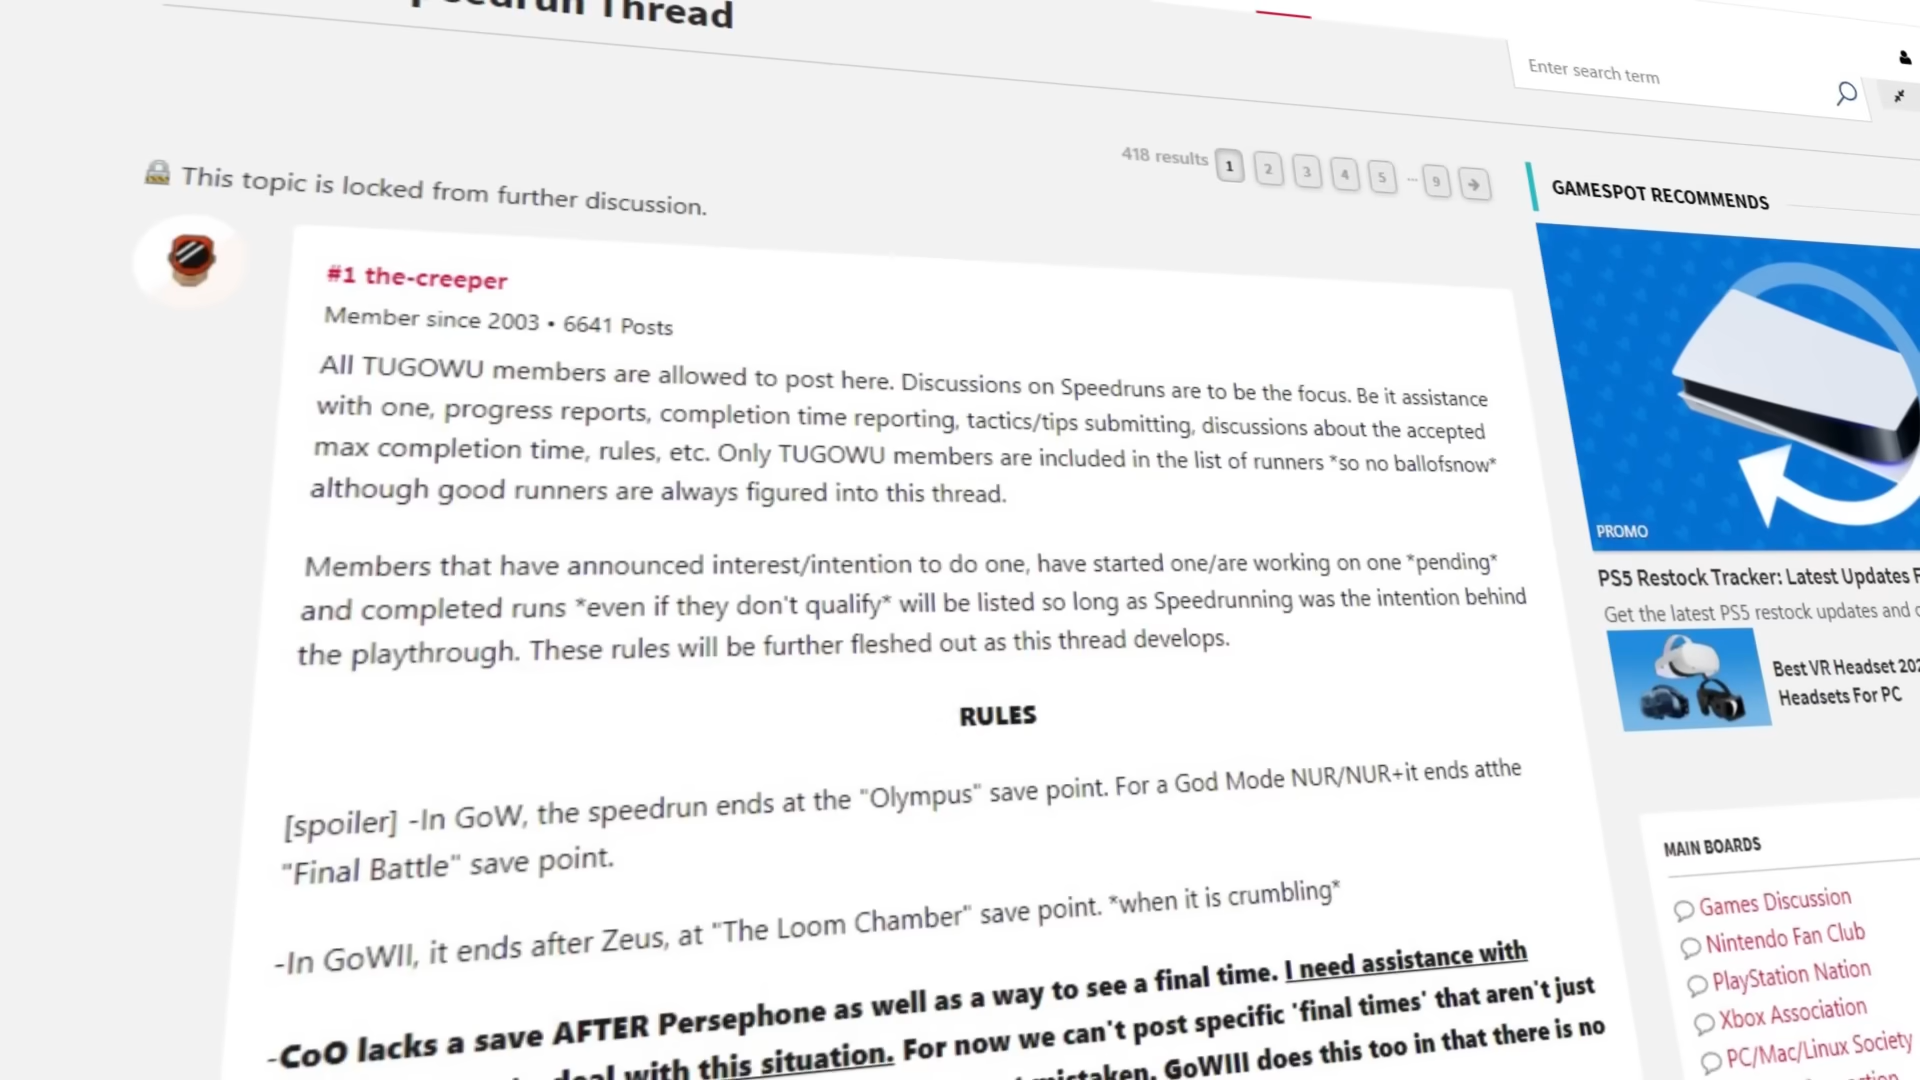 Thread
Enter search term
418 results 1 2 3 4 5 ... 9
This topic is locked from further discussion.
GAMESPOT RECOMMENDS
#1 the-creeper
Member since 2003 • 6641 Posts
All TUGOWU members are allowed to post here. Discussions on Speedruns are to be the focus. Be it assistance
with one, progress reports, completion time reporting, tactics/tips submitting, discussions about the accepted
max completion time, rules, etc. Only TUGOWU members are included in the list of runners *so no ballofsnow*
although good runners are always figured into this thread.
Members that have announced interest/intention to do one, have started one/are working on one *pending*
and completed runs *even if they don't qualify* will be listed so long as Speedrunning was the intention behind
the playthrough. These rules will be further fleshed out as this thread develops.
RULES
[spoiler] -In GoW, the speedrun ends at the "Olympus" save point. For a God Mode NUR/NUR+it ends atthe
"Final Battle" save point.
-In GoWII, it ends after Zeus, at "The Loom Chamber" save point. *when it is crumbling*
-CoO lacks a save AFTER Persephone as well as a way to see a final time. I need assistance with
deal with this situation. For now we can't post specific 'final times' that aren't just
mistaken. GoWIII does this too in that there is no
PROMO
PS5 Restock Tracker: Latest Updates
Get the latest PS5 restock updates and
Best VR Headset
Headsets For PC
MAIN BOARDS
Games Discussion
Nintendo Fan Club
PlayStation Nation
Xbox Association
PC/Mac/Linux Society